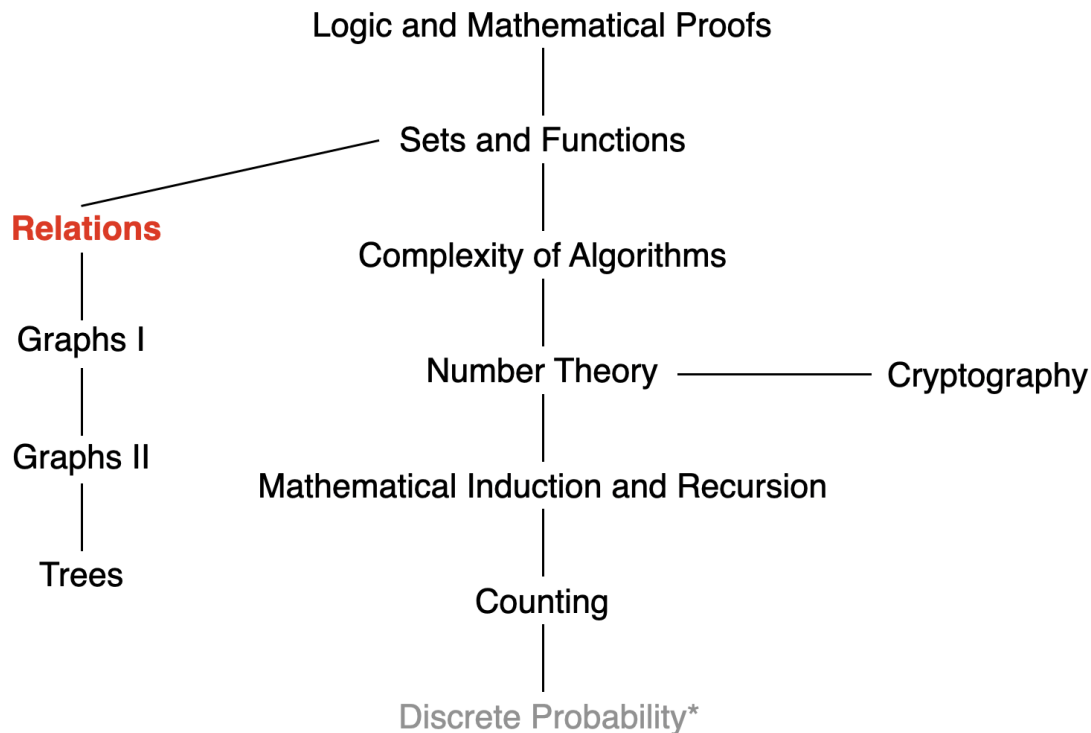 Logic and Mathematical Proofs
Sets and Functions
Relations
Complexity of Algorithms
Graphs I
Number Theory
Cryptography
Graphs II
Mathematical Induction and Recursion
Trees
Counting
Discrete Probability*